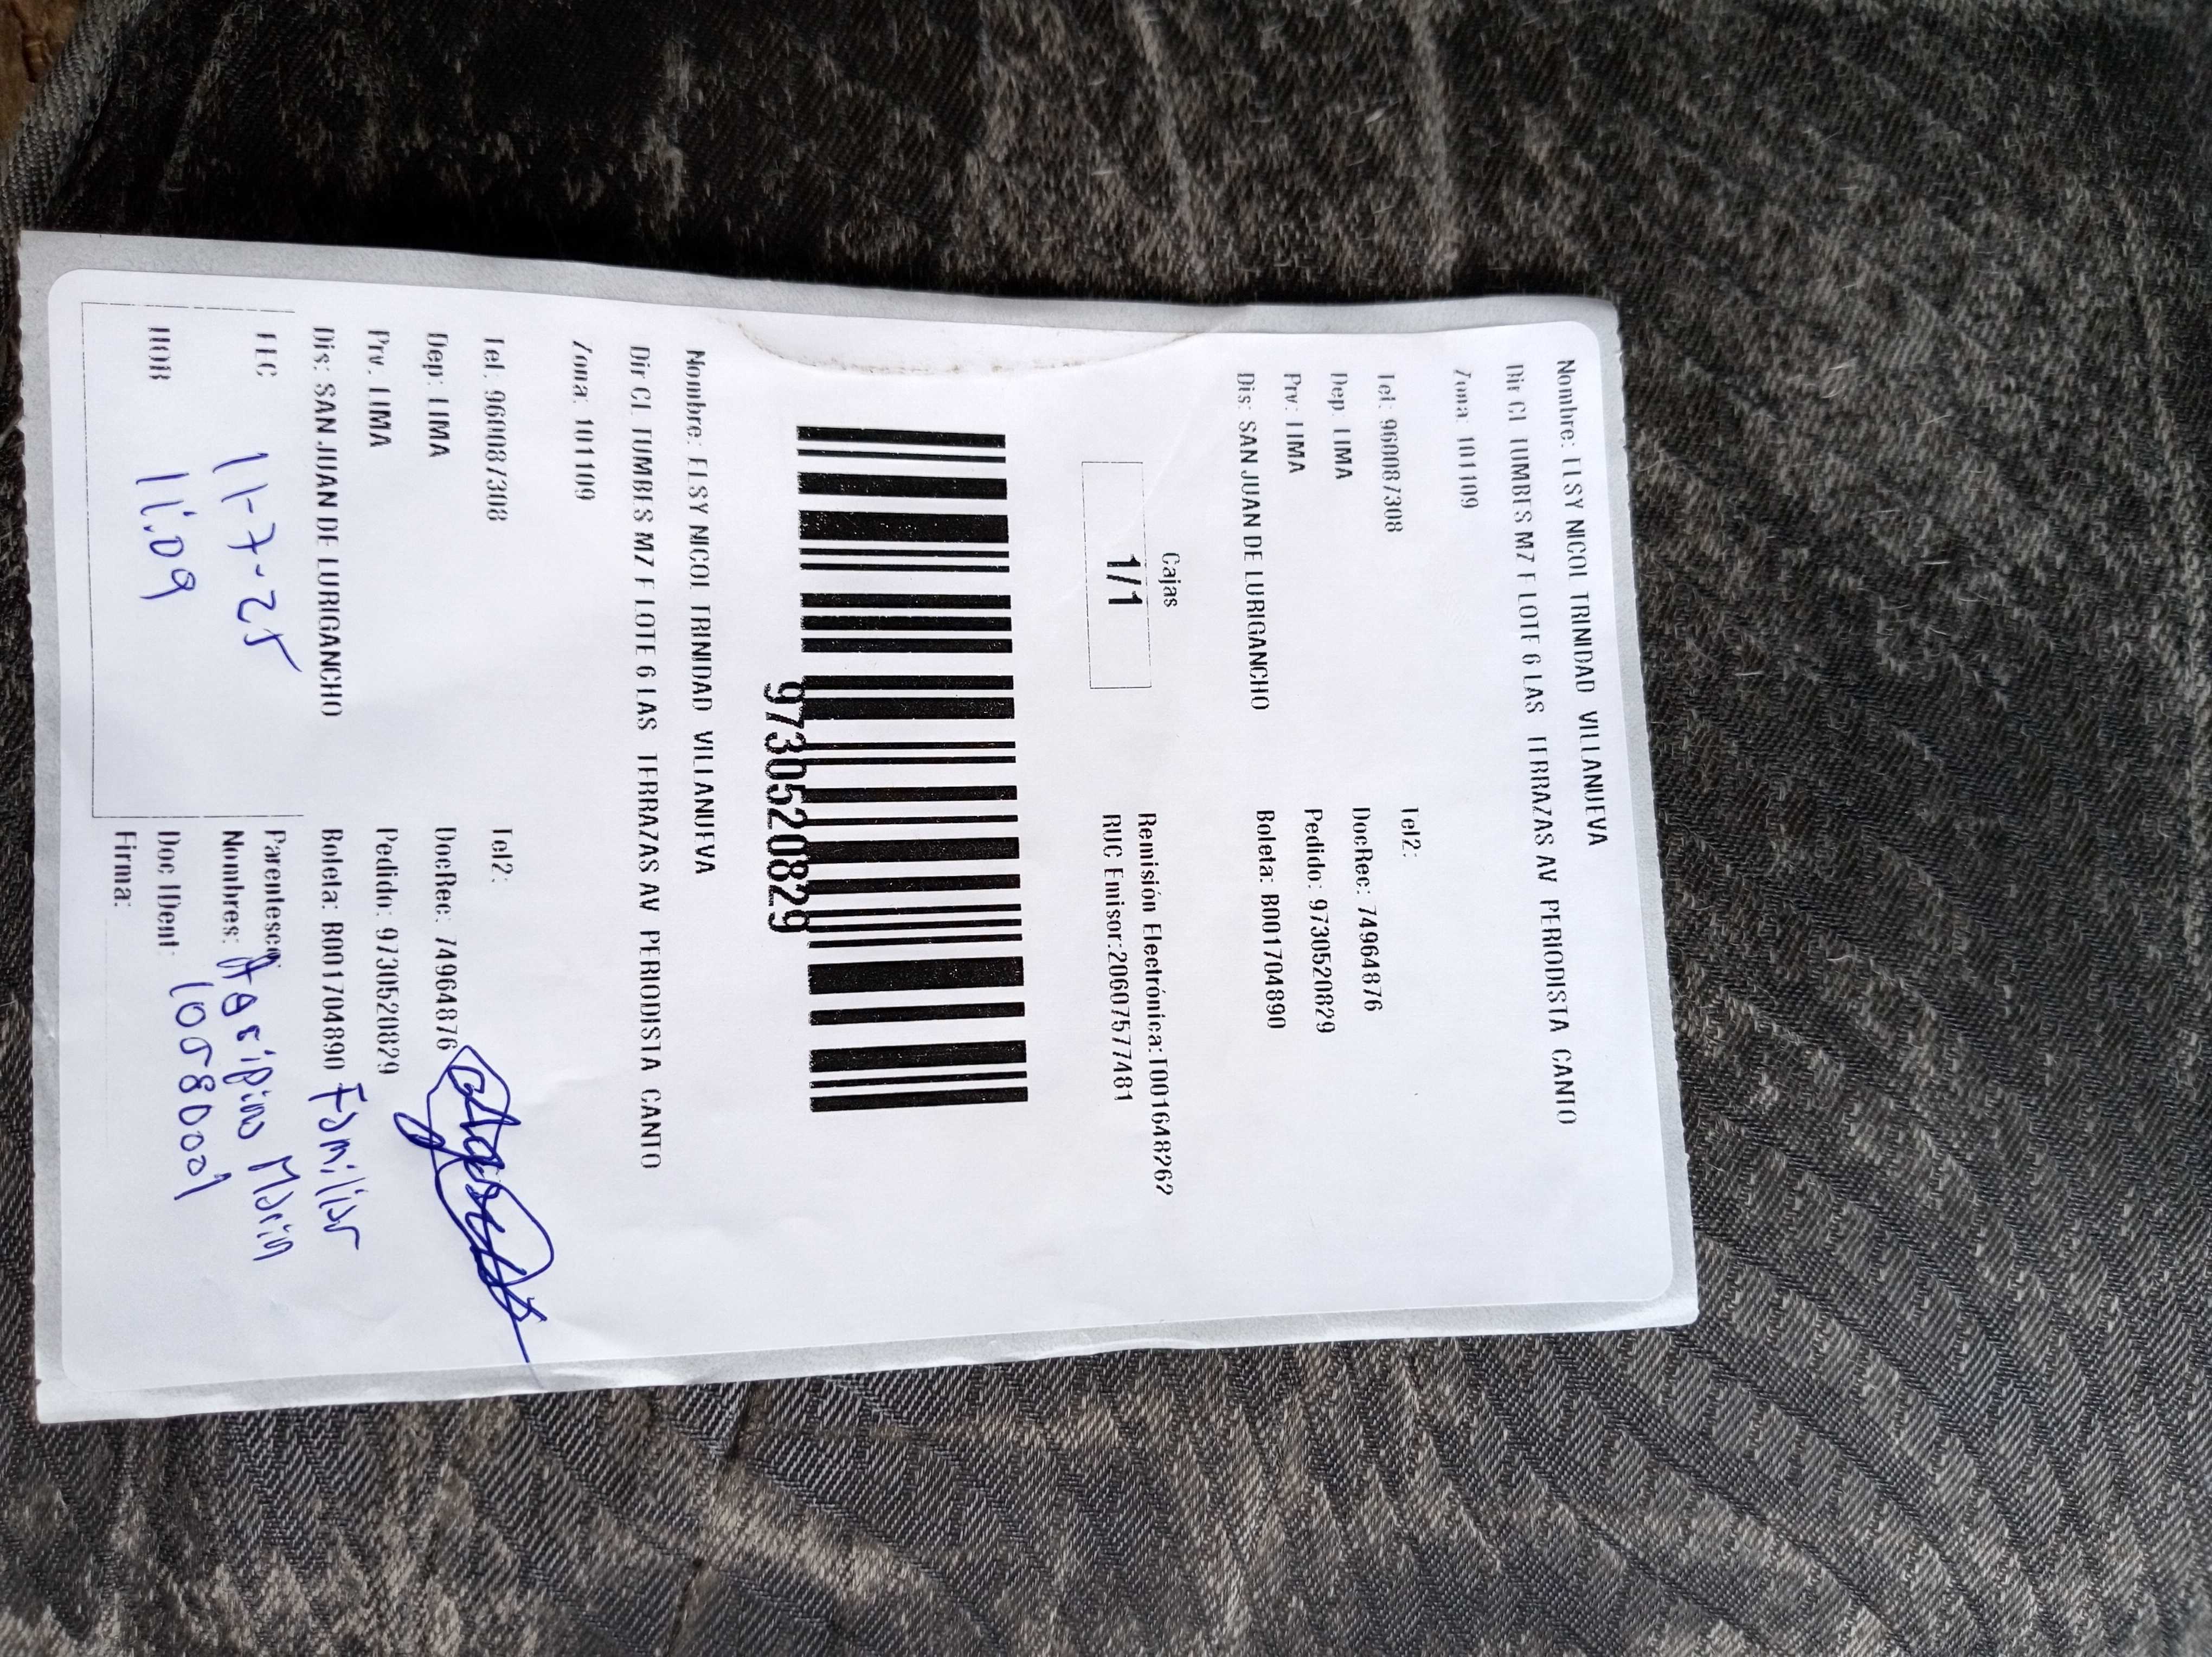 Nombre: ELSY NICOL TRINIDAD VILLANUEVA
Dir CL TUMBES MZ F LOTE 6 LAS TERRAZAS AV PERIODISTA CANTO
Zona: 101109
Tel: 960087308 Tel2:
Dep: LIMA DocRec: 74964876
Prv: LIMA Pedido: 9730520829
Dis: SAN JUAN DE LURIGANCHO Boleta: B001704890
Cajas Remisión Electrónica:T001648262
1/1 RUC Emisor:20607577481
9730520829
Nombre: ELSY NICOL TRINIDAD VILLANUEVA
Dir CL TUMBES MZ F LOTE 6 LAS TERRAZAS AV PERIODISTA CANTO
Zona: 101109
Tel: 960087308 Tel2:
Dep: LIMA DocRec: 74964876
Prv. LIMA Pedido: 9730520829
Dis: SAN JUAN DE LURIGANCHO Boleta: B001704890
FEC 11-7-25 Parentesco: Familiar
Nombres: Agripino Marin
HOR 11:09 Doc IDent: 10580001
Firma: